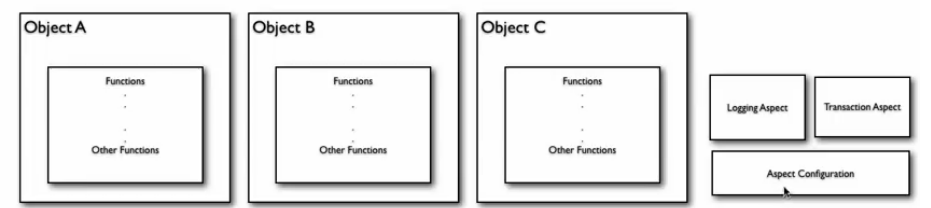 Object A
Functions
.
.
.
.
Other Functions
Object B
Functions
.
.
.
.
Other Functions
Object C
Functions
.
.
.
.
Other Functions
Logging Aspect
Transaction Aspect
Aspect Configuration